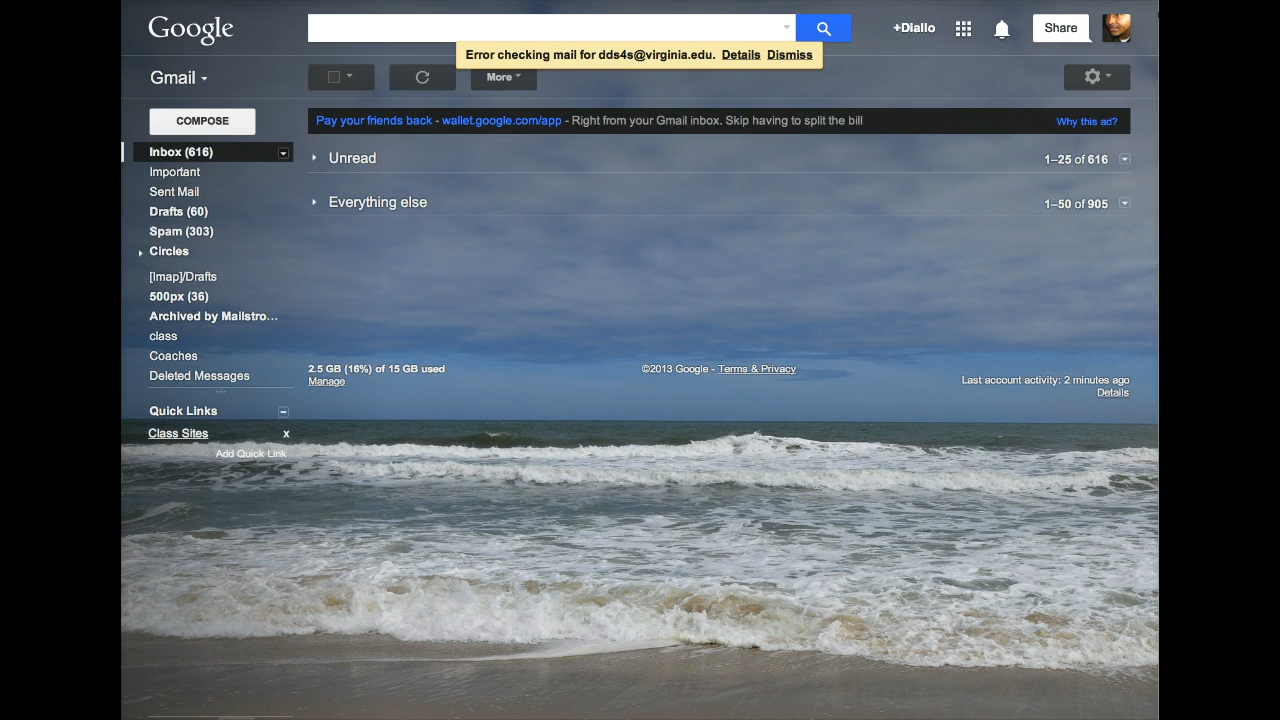 Google
+Diallo
Share
Error checking mail for dds4s@virginia.edu. Details Dismiss
Gmail
More
COMPOSE
Pay your friends back - wallet.google.com/app - Right from your Gmail inbox. Skip having to split the bill
Why this ad?
Inbox (616)
Important
Sent Mail
Drafts (60)
Spam (303)
Circles
[Imap]/Drafts
500px (36)
Archived by Mailstro...
class
Coaches
Deleted Messages
Quick Links
Class Sites x
Add Quick Link
Unread
1–25 of 616
Everything else
1–50 of 905
2.5 GB (16%) of 15 GB used
Manage
©2013 Google - Terms & Privacy
Last account activity: 2 minutes ago
Details